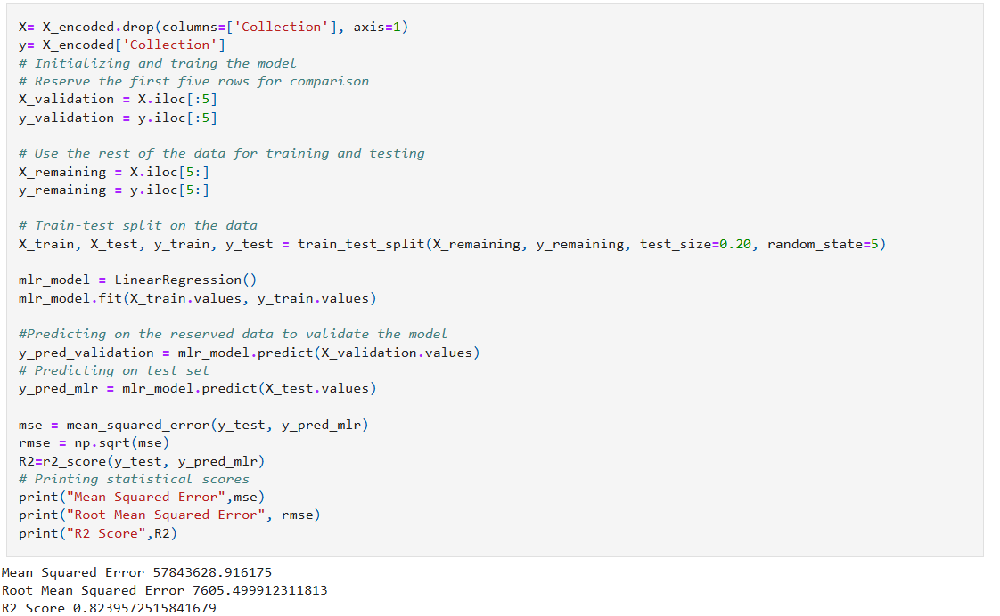 X= X_encoded.drop(columns=['Collection'], axis=1)
y= X_encoded['Collection']
# Initializing and traing the model
# Reserve the first five rows for comparison
X_validation = X.iloc[:5]
y_validation = y.iloc[:5]
# Use the rest of the data for training and testing
X_remaining = X.iloc[5:]
y_remaining = y.iloc[5:]
# Train-test split on the data
X_train, X_test, y_train, y_test = train_test_split(X_remaining, y_remaining, test_size=0.20, random_state=5)
mlr_model = LinearRegression()
mlr_model.fit(X_train.values, y_train.values)
#Predicting on the reserved data to validate the model
y_pred_validation = mlr_model.predict(X_validation.values)
# Predicting on test set
y_pred_mlr = mlr_model.predict(X_test.values)
mse = mean_squared_error(y_test, y_pred_mlr)
rmse = np.sqrt(mse)
R2=r2_score(y_test, y_pred_mlr)
# Printing statistical scores
print("Mean Squared Error",mse)
print("Root Mean Squared Error", rmse)
print("R2 Score",R2)
Mean Squared Error 57843628.916175
Root Mean Squared Error 7605.499912311813
R2 Score 0.8239572515841679